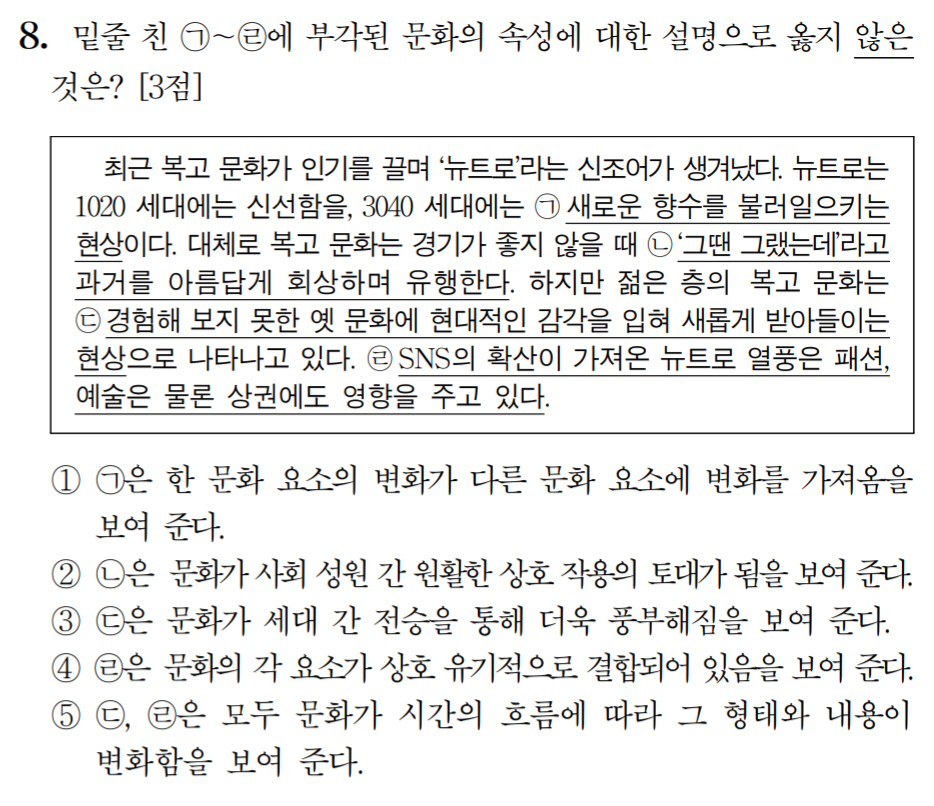 8. 밑줄 친 ㉠~㉣에 부각된 문화의 속성에 대한 설명으로 옳지 않은
것은? [3점]
최근 복고 문화가 인기를 끌며 ‘뉴트로’라는 신조어가 생겨났다. 뉴트로는
1020 세대에는 신선함을, 3040 세대에는 ㉠ 새로운 향수를 불러일으키는
현상이다. 대체로 복고 문화는 경기가 좋지 않을 때 ㉡ ‘그땐 그랬는데’라고
과거를 아름답게 회상하며 유행한다. 하지만 젊은 층의 복고 문화는
㉢ 경험해 보지 못한 옛 문화에 현대적인 감각을 입혀 새롭게 받아들이는
현상으로 나타나고 있다. ㉣ SNS의 확산이 가져온 뉴트로 열풍은 패션,
예술은 물론 상권에도 영향을 주고 있다.
① ㉠은 한 문화 요소의 변화가 다른 문화 요소에 변화를 가져옴을
보여 준다.
② ㉡은 문화가 사회 성원 간 원활한 상호 작용의 토대가 됨을 보여 준다.
③ ㉢은 문화가 세대 간 전승을 통해 더욱 풍부해짐을 보여 준다.
④ ㉣은 문화의 각 요소가 상호 유기적으로 결합되어 있음을 보여 준다.
⑤ ㉢, ㉣은 모두 문화가 시간의 흐름에 따라 그 형태와 내용이
변화함을 보여 준다.